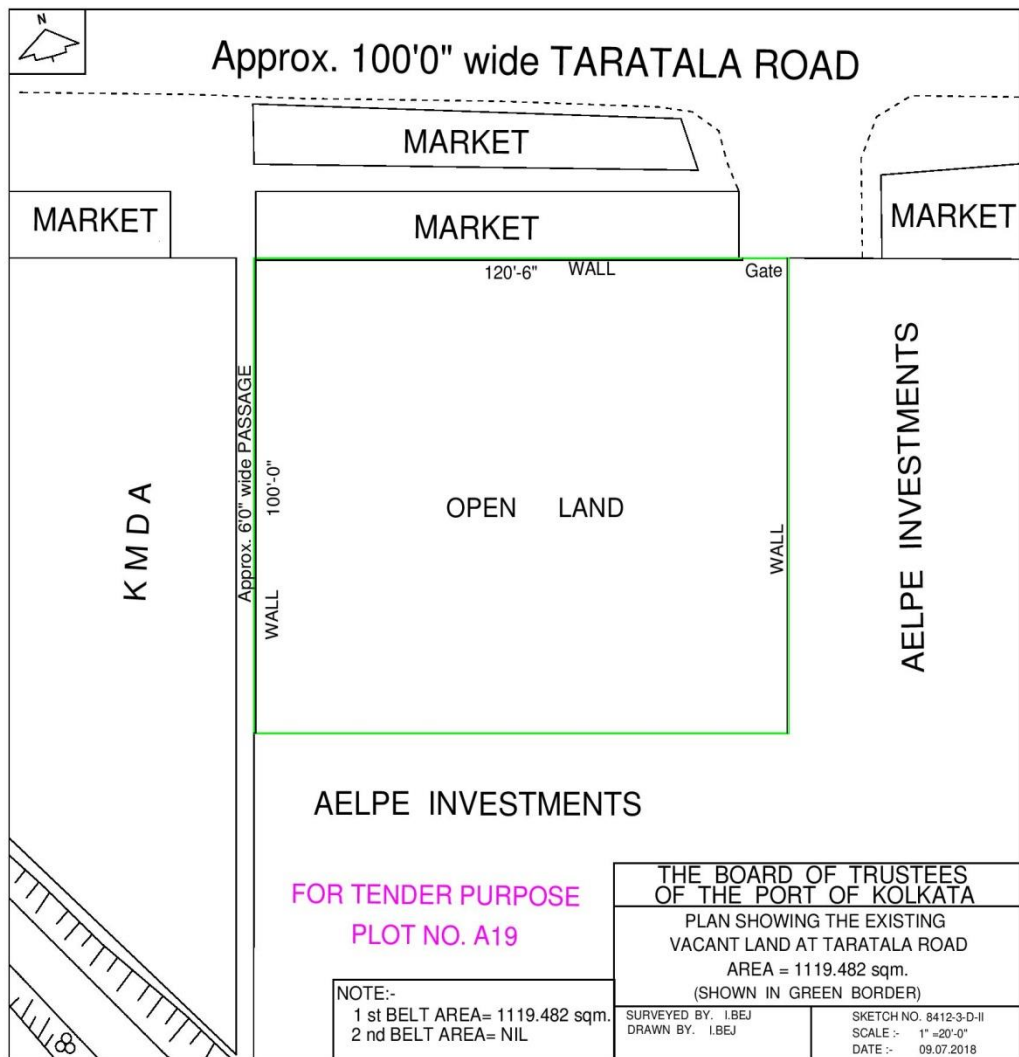 N
Approx. 100'0" wide TARATALA ROAD
MARKET
MARKET
MARKET
MARKET
120'-6" WALL
Gate
Approx. 6'0" wide PASSAGE
100'-0"
WALL
KMDA
OPEN LAND
WALL
AELPE INVESTMENTS
AELPE INVESTMENTS
FOR TENDER PURPOSE
PLOT NO. A19
NOTE:-
1 st BELT AREA= 1119.482 sqm.
2 nd BELT AREA= NIL
THE BOARD OF TRUSTEES
OF THE PORT OF KOLKATA
PLAN SHOWING THE EXISTING
VACANT LAND AT TARATALA ROAD
AREA = 1119.482 sqm.
(SHOWN IN GREEN BORDER)
SURVEYED BY. I.BEJ
DRAWN BY. I.BEJ
SKETCH NO. 8412-3-D-II
SCALE :- 1" =20'-0"
DATE :- 09.07.2018